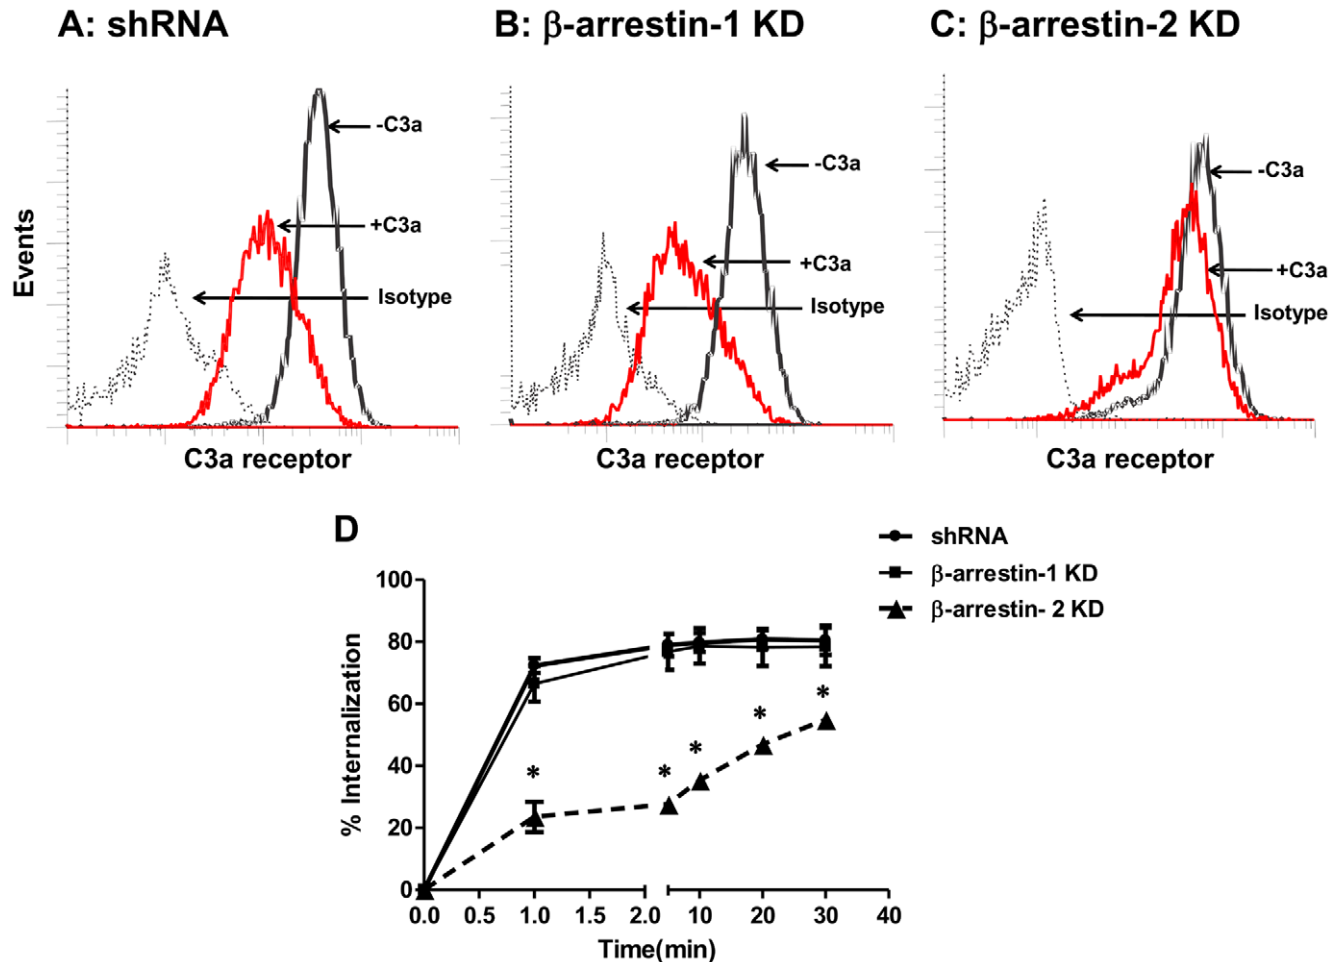 A: shRNA
B: β-arrestin-1 KD
C: β-arrestin-2 KD
Events
-C3a
+C3a
Isotype
C3a receptor
-C3a
+C3a
Isotype
C3a receptor
-C3a
+C3a
Isotype
C3a receptor
D
shRNA
β-arrestin-1 KD
β-arrestin- 2 KD
% Internalization
100
80
60
40
20
0
* * * * *
0.0 0.5 1.0 1.5 2.0 10 20 30 40
Time(min)